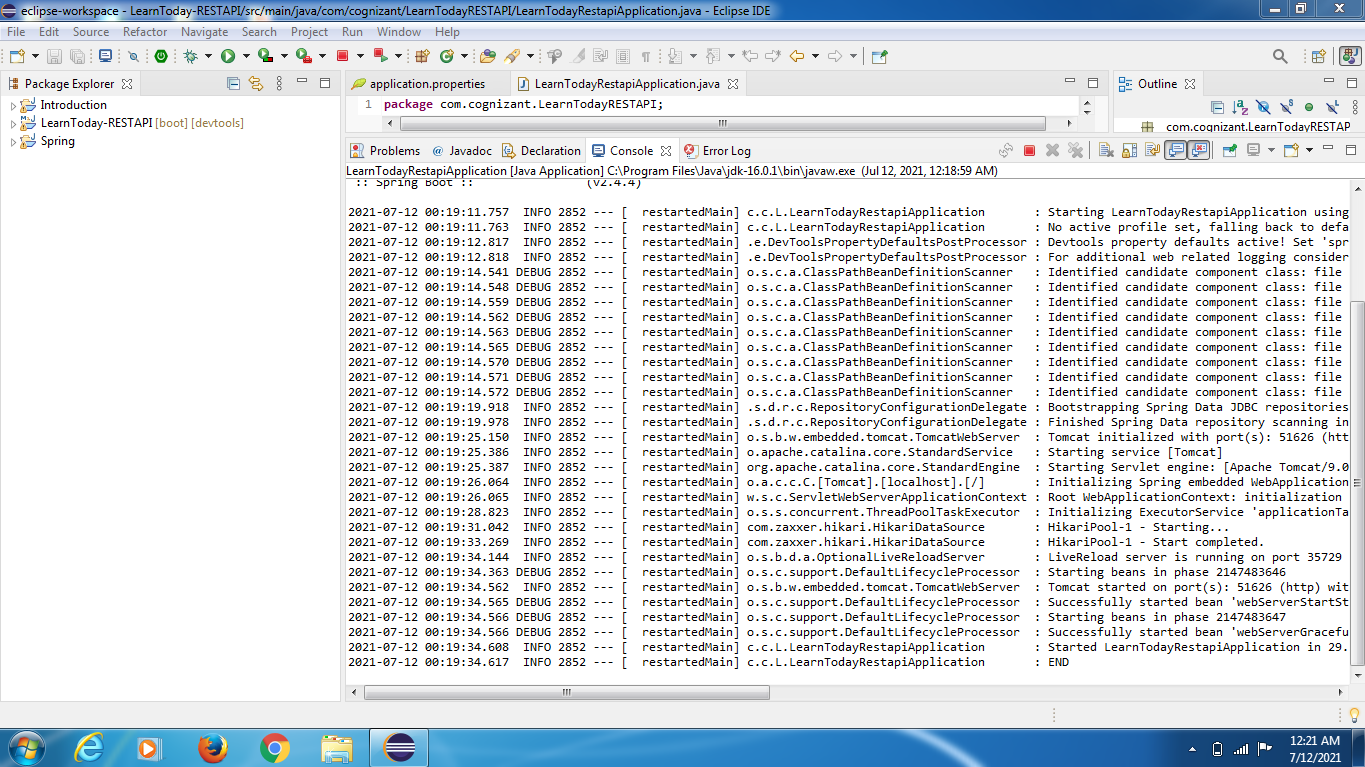 eclipse-workspace - LearnToday-RESTAPI/src/main/java/com/cognizant/LearnTodayRESTAPI/LearnTodayRestapiApplication.java - Eclipse IDE
File Edit Source Refactor Navigate Search Project Run Window Help
Package Explorer
Introduction
LearnToday-RESTAPI [boot] [devtools]
Spring
application.properties LearnTodayRestapiApplication.java
1 package com.cognizant.LearnTodayRESTAPI;
Outline
com.cognizant.LearnTodayRESTAP
Problems @ Javadoc Declaration Console Error Log
LearnTodayRestapiApplication [Java Application] C:\Program Files\Java\jdk-16.0.1\bin\javaw.exe (Jul 12, 2021, 12:18:59 AM)
:: Spring Boot :: (v2.4.4)
2021-07-12 00:19:11.757 INFO 2852 --- [ restartedMain] c.c.L.LearnTodayRestapiApplication : Starting LearnTodayRestapiApplication using
2021-07-12 00:19:11.763 INFO 2852 --- [ restartedMain] c.c.L.LearnTodayRestapiApplication : No active profile set, falling back to defa
2021-07-12 00:19:12.817 INFO 2852 --- [ restartedMain] .e.DevToolsPropertyDefaultsPostProcessor : Devtools property defaults active! Set 'spr
2021-07-12 00:19:12.818 INFO 2852 --- [ restartedMain] .e.DevToolsPropertyDefaultsPostProcessor : For additional web related logging consider
2021-07-12 00:19:14.541 DEBUG 2852 --- [ restartedMain] o.s.c.a.ClassPathBeanDefinitionScanner : Identified candidate component class: file
2021-07-12 00:19:14.548 DEBUG 2852 --- [ restartedMain] o.s.c.a.ClassPathBeanDefinitionScanner : Identified candidate component class: file
2021-07-12 00:19:14.559 DEBUG 2852 --- [ restartedMain] o.s.c.a.ClassPathBeanDefinitionScanner : Identified candidate component class: file
2021-07-12 00:19:14.562 DEBUG 2852 --- [ restartedMain] o.s.c.a.ClassPathBeanDefinitionScanner : Identified candidate component class: file
2021-07-12 00:19:14.563 DEBUG 2852 --- [ restartedMain] o.s.c.a.ClassPathBeanDefinitionScanner : Identified candidate component class: file
2021-07-12 00:19:14.565 DEBUG 2852 --- [ restartedMain] o.s.c.a.ClassPathBeanDefinitionScanner : Identified candidate component class: file
2021-07-12 00:19:14.570 DEBUG 2852 --- [ restartedMain] o.s.c.a.ClassPathBeanDefinitionScanner : Identified candidate component class: file
2021-07-12 00:19:14.571 DEBUG 2852 --- [ restartedMain] o.s.c.a.ClassPathBeanDefinitionScanner : Identified candidate component class: file
2021-07-12 00:19:14.572 DEBUG 2852 --- [ restartedMain] o.s.c.a.ClassPathBeanDefinitionScanner : Identified candidate component class: file
2021-07-12 00:19:19.918 INFO 2852 --- [ restartedMain] .s.d.r.c.RepositoryConfigurationDelegate : Bootstrapping Spring Data JDBC repositories
2021-07-12 00:19:19.978 INFO 2852 --- [ restartedMain] .s.d.r.c.RepositoryConfigurationDelegate : Finished Spring Data repository scanning in
2021-07-12 00:19:25.150 INFO 2852 --- [ restartedMain] o.s.b.w.embedded.tomcat.TomcatWebServer : Tomcat initialized with port(s): 51626 (htt
2021-07-12 00:19:25.386 INFO 2852 --- [ restartedMain] o.apache.catalina.core.StandardService : Starting service [Tomcat]
2021-07-12 00:19:25.387 INFO 2852 --- [ restartedMain] org.apache.catalina.core.StandardEngine : Starting Servlet engine: [Apache Tomcat/9.0
2021-07-12 00:19:26.064 INFO 2852 --- [ restartedMain] o.a.c.c.C.[Tomcat].[localhost].[/] : Initializing Spring embedded WebApplication
2021-07-12 00:19:26.065 INFO 2852 --- [ restartedMain] w.s.c.ServletWebServerApplicationContext : Root WebApplicationContext: initialization
2021-07-12 00:19:28.823 INFO 2852 --- [ restartedMain] o.s.s.concurrent.ThreadPoolTaskExecutor : Initializing ExecutorService 'applicationTa
2021-07-12 00:19:31.042 INFO 2852 --- [ restartedMain] com.zaxxer.hikari.HikariDataSource : HikariPool-1 - Starting...
2021-07-12 00:19:33.269 INFO 2852 --- [ restartedMain] com.zaxxer.hikari.HikariDataSource : HikariPool-1 - Start completed.
2021-07-12 00:19:34.144 INFO 2852 --- [ restartedMain] o.s.b.d.a.OptionalLiveReloadServer : LiveReload server is running on port 35729
2021-07-12 00:19:34.363 DEBUG 2852 --- [ restartedMain] o.s.c.support.DefaultLifecycleProcessor : Starting beans in phase 2147483646
2021-07-12 00:19:34.562 INFO 2852 --- [ restartedMain] o.s.b.w.embedded.tomcat.TomcatWebServer : Tomcat started on port(s): 51626 (http) wit
2021-07-12 00:19:34.565 DEBUG 2852 --- [ restartedMain] o.s.c.support.DefaultLifecycleProcessor : Successfully started bean 'webServerStartSt
2021-07-12 00:19:34.566 DEBUG 2852 --- [ restartedMain] o.s.c.support.DefaultLifecycleProcessor : Starting beans in phase 2147483647
2021-07-12 00:19:34.566 DEBUG 2852 --- [ restartedMain] o.s.c.support.DefaultLifecycleProcessor : Successfully started bean 'webServerGracefu
2021-07-12 00:19:34.608 INFO 2852 --- [ restartedMain] c.c.L.LearnTodayRestapiApplication : Started LearnTodayRestapiApplication in 29.
2021-07-12 00:19:34.617 INFO 2852 --- [ restartedMain] c.c.L.LearnTodayRestapiApplication : END
12:21 AM
7/12/2021